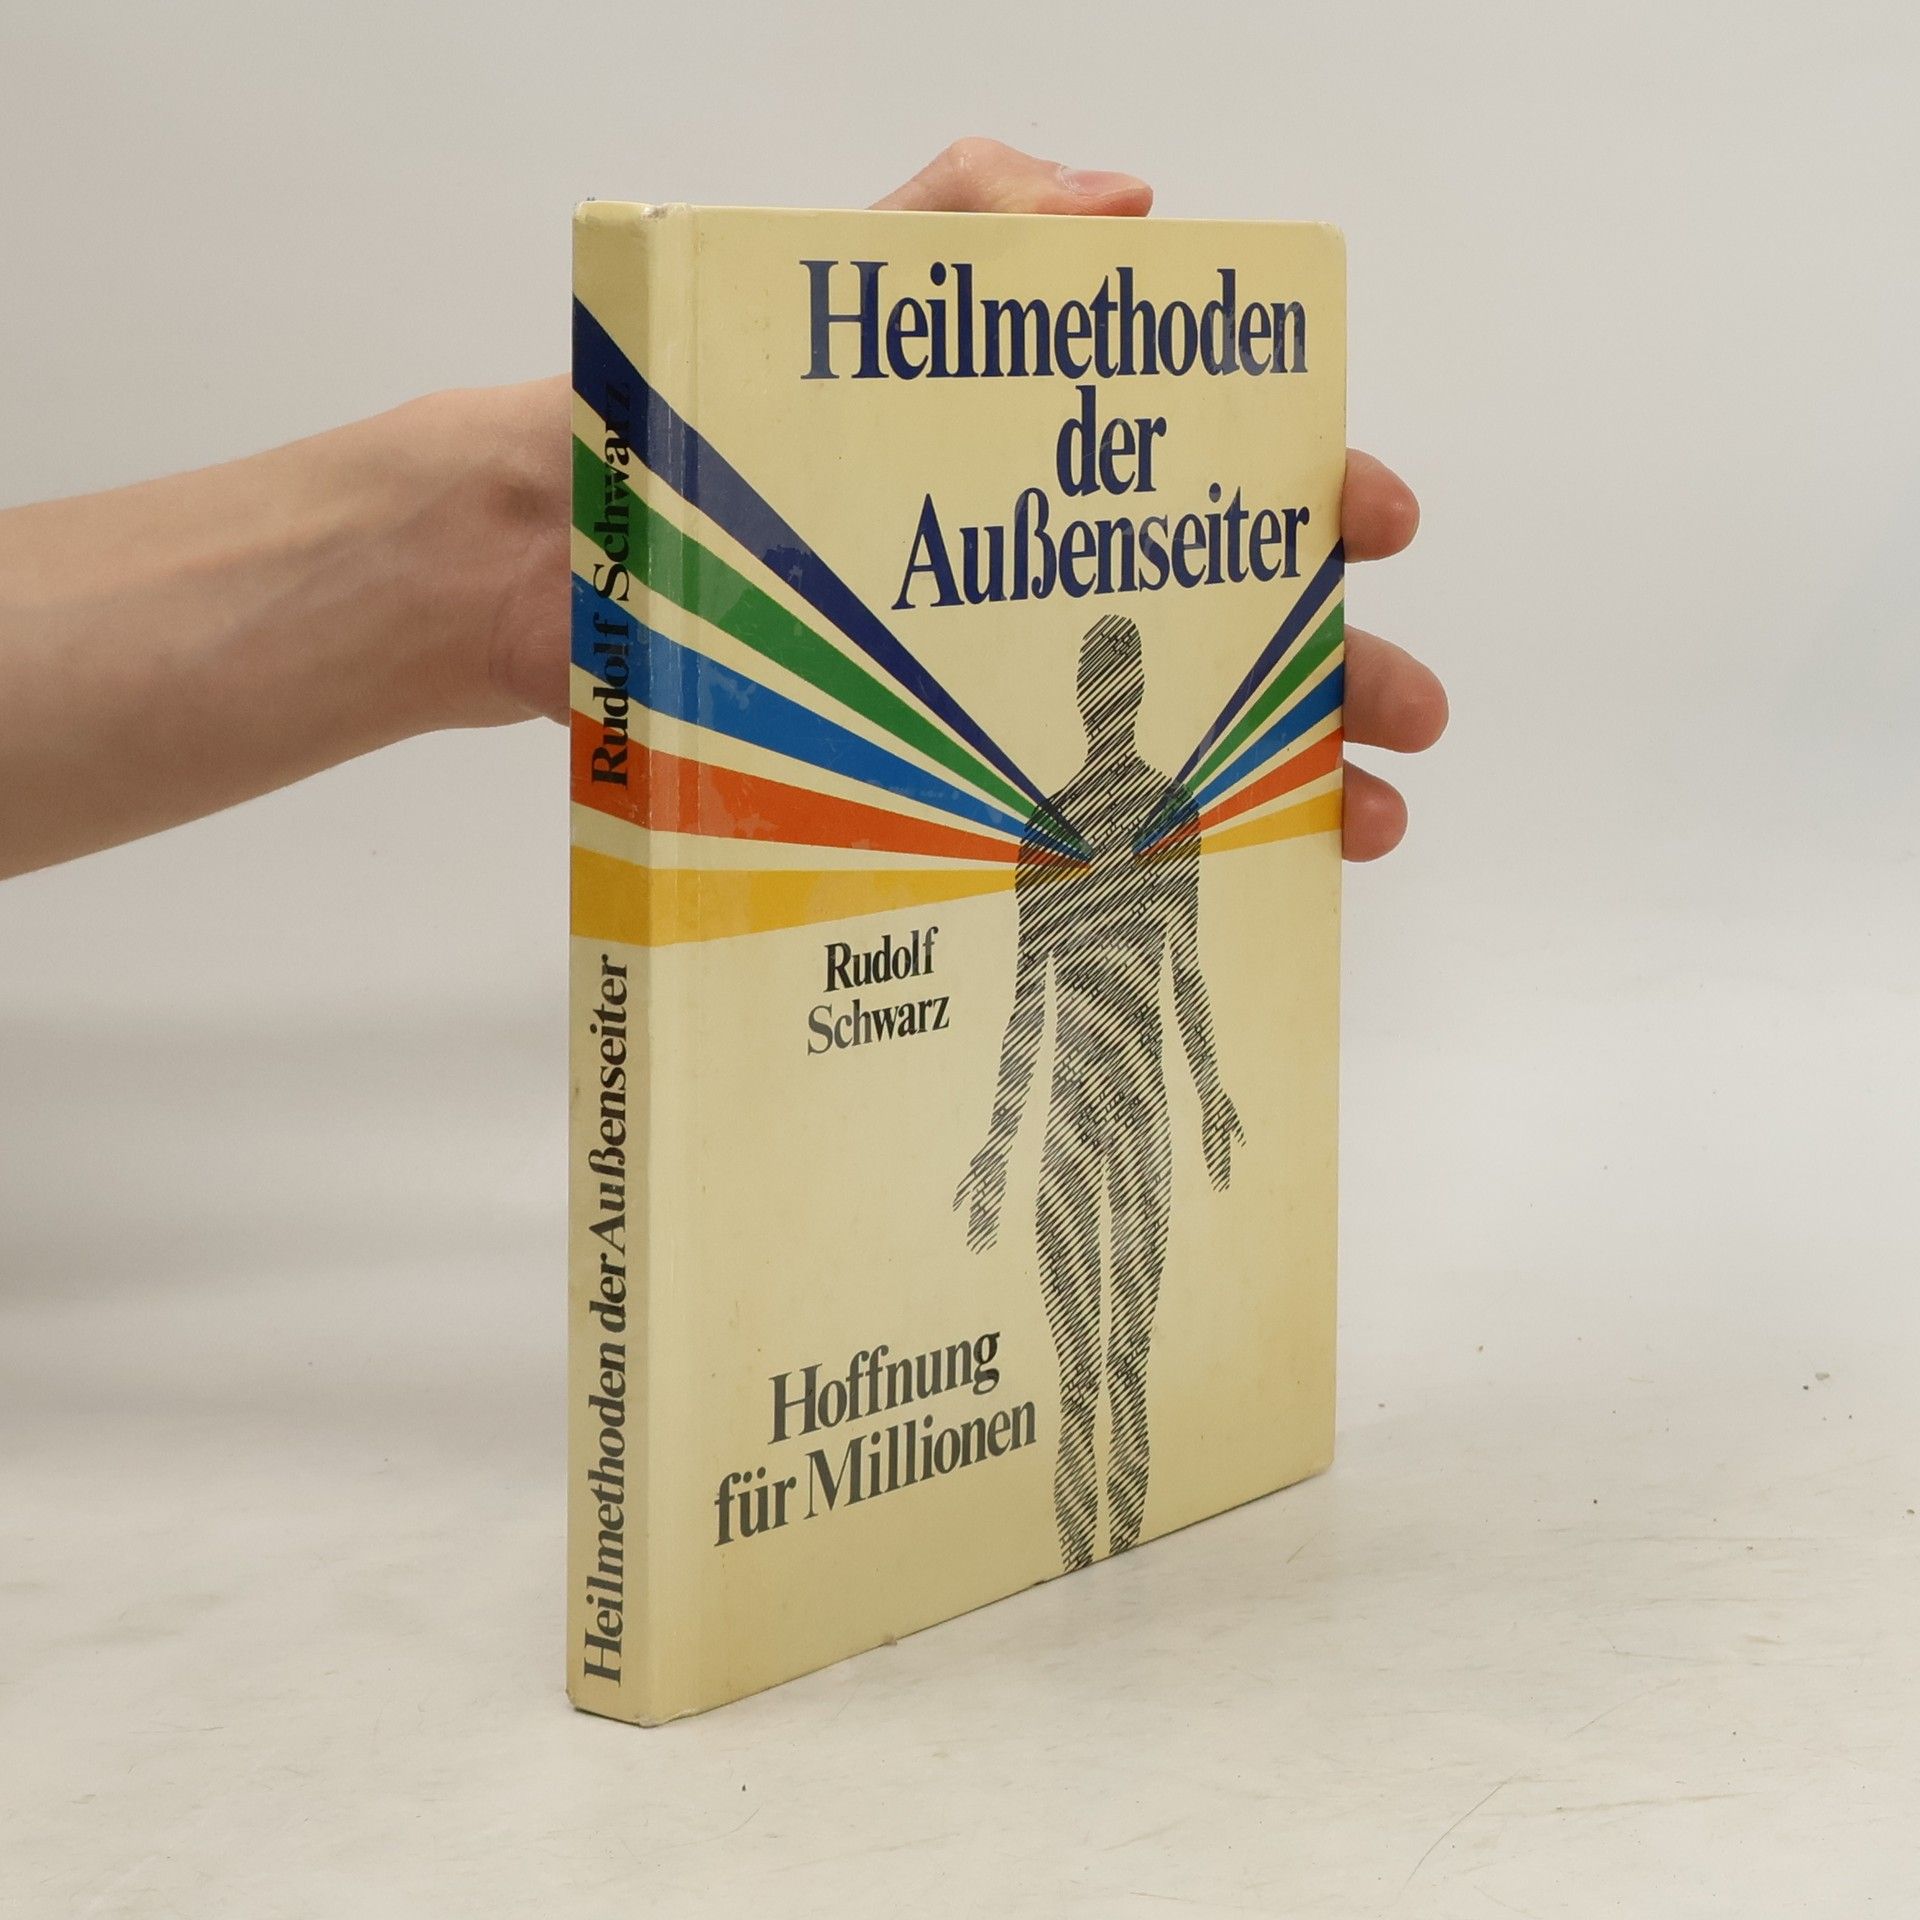 Heilmethoden
der
Außenseiter
Rudolf
Schwarz
Hoffnung
für Millionen
Heilmethoden der Außenseiter Rudolf Schwarz